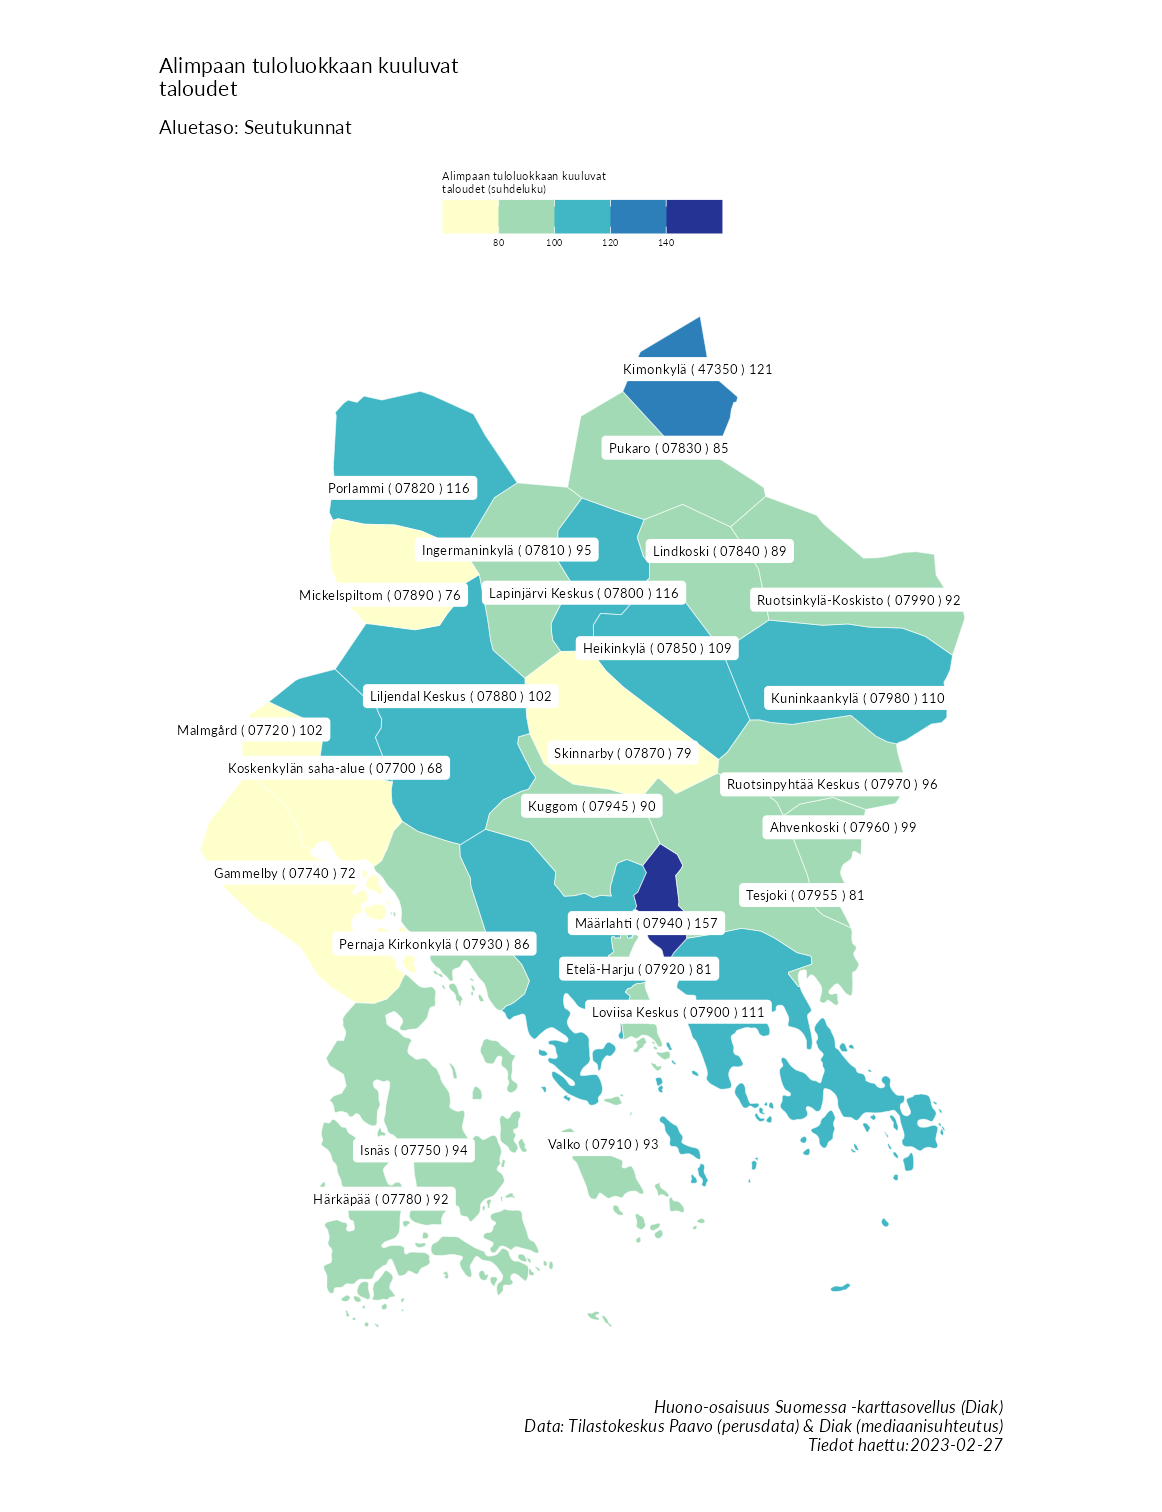 Alimpaan tuloluokkaan kuuluvat
taloudet
Aluetaso: Seutukunnat
Alimpaan tuloluokkaan kuuluvat
taloudet (suhdeluku)
80 100 120 140
Kimonkylä ( 47350 ) 121
Pukaro ( 07830 ) 85
Porlammi ( 07820 ) 116
Ingermaninkylä ( 07810 ) 95
Lindkoski ( 07840 ) 89
Mickelspiltom ( 07890 ) 76
Lapinjärvi Keskus ( 07800 ) 116
Ruotsinkylä-Koskisto ( 07990 ) 92
Heikinkylä ( 07850 ) 109
Liljendal Keskus ( 07880 ) 102
Kuninkaankylä ( 07980 ) 110
Malmgård ( 07720 ) 102
Skinnarby ( 07870 ) 79
Koskenkylän saha-alue ( 07700 ) 68
Ruotsinpyhtää Keskus ( 07970 ) 96
Kuggom ( 07945 ) 90
Ahvenkoski ( 07960 ) 99
Gammelby ( 07740 ) 72
Tesjoki ( 07955 ) 81
Määrlahti ( 07940 ) 157
Pernaja Kirkonkylä ( 07930 ) 86
Etelä-Harju ( 07920 ) 81
Loviisa Keskus ( 07900 ) 111
Valko ( 07910 ) 93
Isnäs ( 07750 ) 94
Härkäpää ( 07780 ) 92
Huono-osaisuus Suomessa -karttasovellus (Diak)
Data: Tilastokeskus Paavo (perusdata) & Diak (mediaanisuhteutus)
Tiedot haettu:2023-02-27